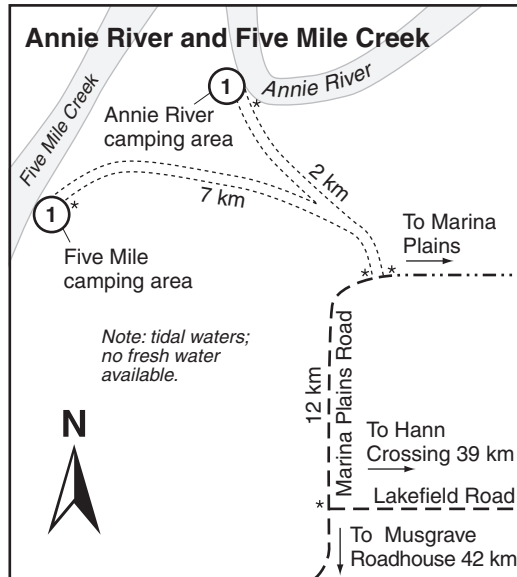 Annie River and Five Mile Creek
Five Mile Creek
Annie River
1
*
Annie River
camping area
2 km
7 km
1
*
Five Mile
camping area
To Marina
Plains
*
*
Note: tidal waters;
no fresh water
available.
12 km
Marina Plains Road
N
To Hann
Crossing 39 km
Lakefield Road
*
To Musgrave
Roadhouse 42 km